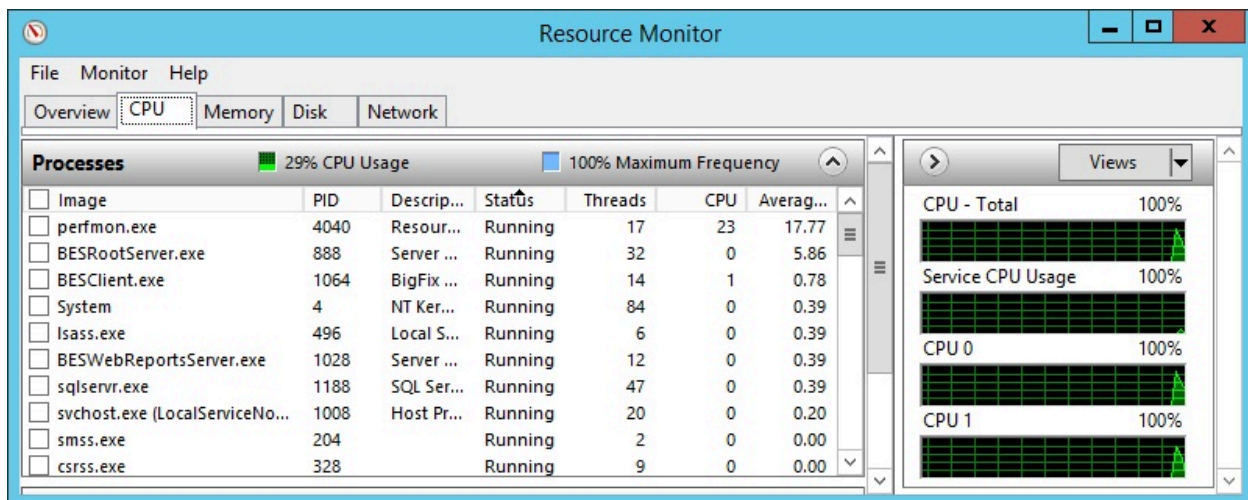 Resource Monitor
File Monitor Help
Overview CPU Memory Disk Network
Processes 29% CPU Usage 100% Maximum Frequency
Image PID Descrip... Status Threads CPU Averag...
perfmon.exe 4040 Resour... Running 17 23 17.77
BESRootServer.exe 888 Server ... Running 32 0 5.86
BESClient.exe 1064 BigFix ... Running 14 1 0.78
System 4 NT Ker... Running 84 0 0.39
lsass.exe 496 Local S... Running 6 0 0.39
BESWebReportsServer.exe 1028 Server ... Running 12 0 0.39
sqlservr.exe 1188 SQL Ser... Running 47 0 0.39
svchost.exe (LocalServiceNo... 1008 Host Pr... Running 20 0 0.20
smss.exe 204 Running 2 0 0.00
csrss.exe 328 Running 9 0 0.00
Views
CPU - Total 100%
Service CPU Usage 100%
CPU 0 100%
CPU 1 100%